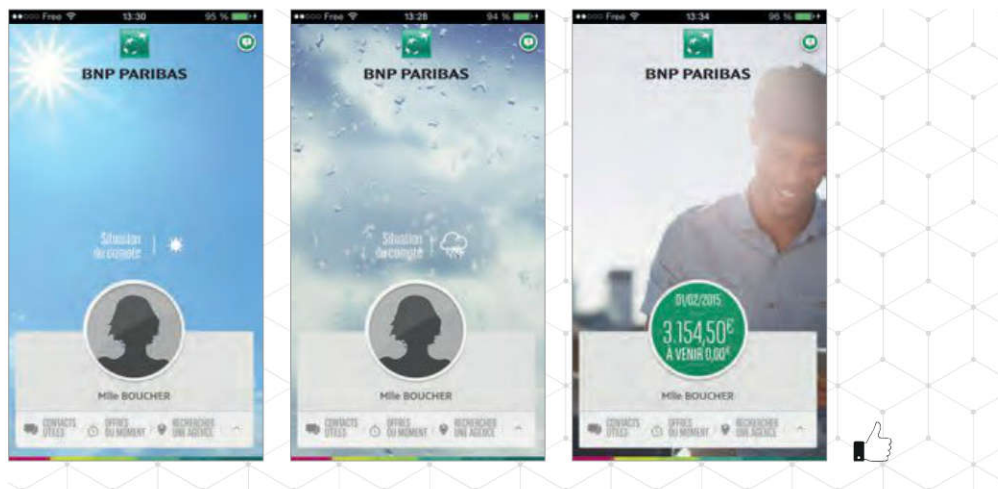 Free 13:30 95 %
BNP PARIBAS
Situation
du compte
Mlle BOUCHER
CONTACTS
UTILES
OFFRES
DU MOMENT
RECHERCHER
UNE AGENCE
Free 13:28 94 %
BNP PARIBAS
Situation
du compte
Mlle BOUCHER
CONTACTS
UTILES
OFFRES
DU MOMENT
RECHERCHER
UNE AGENCE
Free 13:34 96 %
BNP PARIBAS
01/02/2015
3.154,50€
À VENIR 0,00€
Mlle BOUCHER
CONTACTS
UTILES
OFFRES
DU MOMENT
RECHERCHER
UNE AGENCE